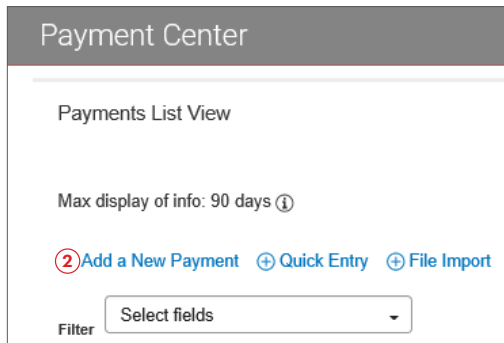 Payment Center
Payments List View
Max display of info: 90 days
2 Add a New Payment Quick Entry File Import
Select fields
Filter